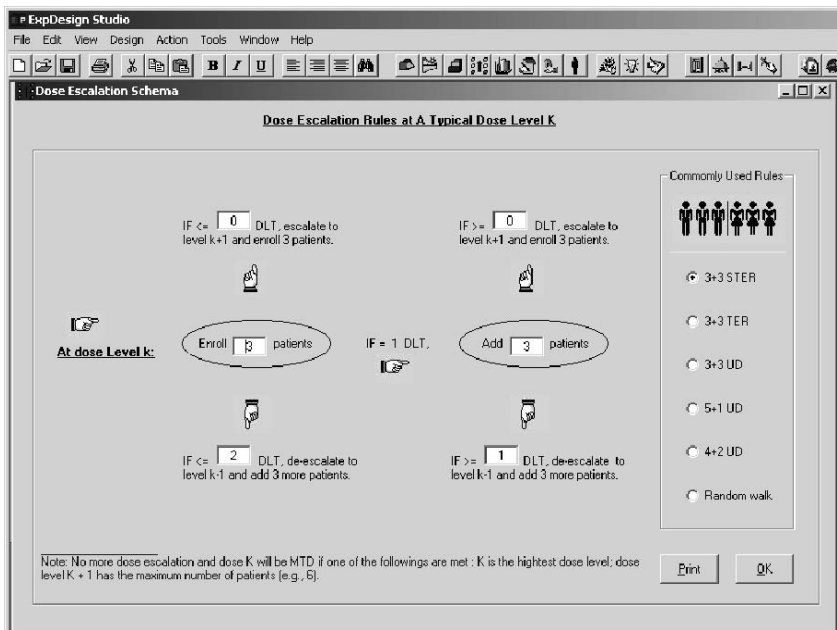 ExpDesign Studio
File Edit View Design Action Tools Window Help
B I U
Dose Escalation Schema
Dose Escalation Rules at A Typical Dose Level K
Commonly Used Rules
IF <= 0 DLT, escalate to
level k+1 and enroll 3 patients.
IF >= 0 DLT, escalate to
level k+1 and enroll 3 patients.
At dose Level k:
Enroll 3 patients
IF = 1 DLT,
Add 3 patients
IF <= 2 DLT, de-escalate to
level k-1 and add 3 more patients.
IF >= 1 DLT, de-escalate to
level k-1 and add 3 more patients.
3+3 STER
3+3 TER
3+3 UD
5+1 UD
4+2 UD
Random walk
Note: No more dose escalation and dose K will be MTD if one of the followings are met : K is the highest dose level; dose
level K + 1 has the maximum number of patients (e.g., 6).
Print OK